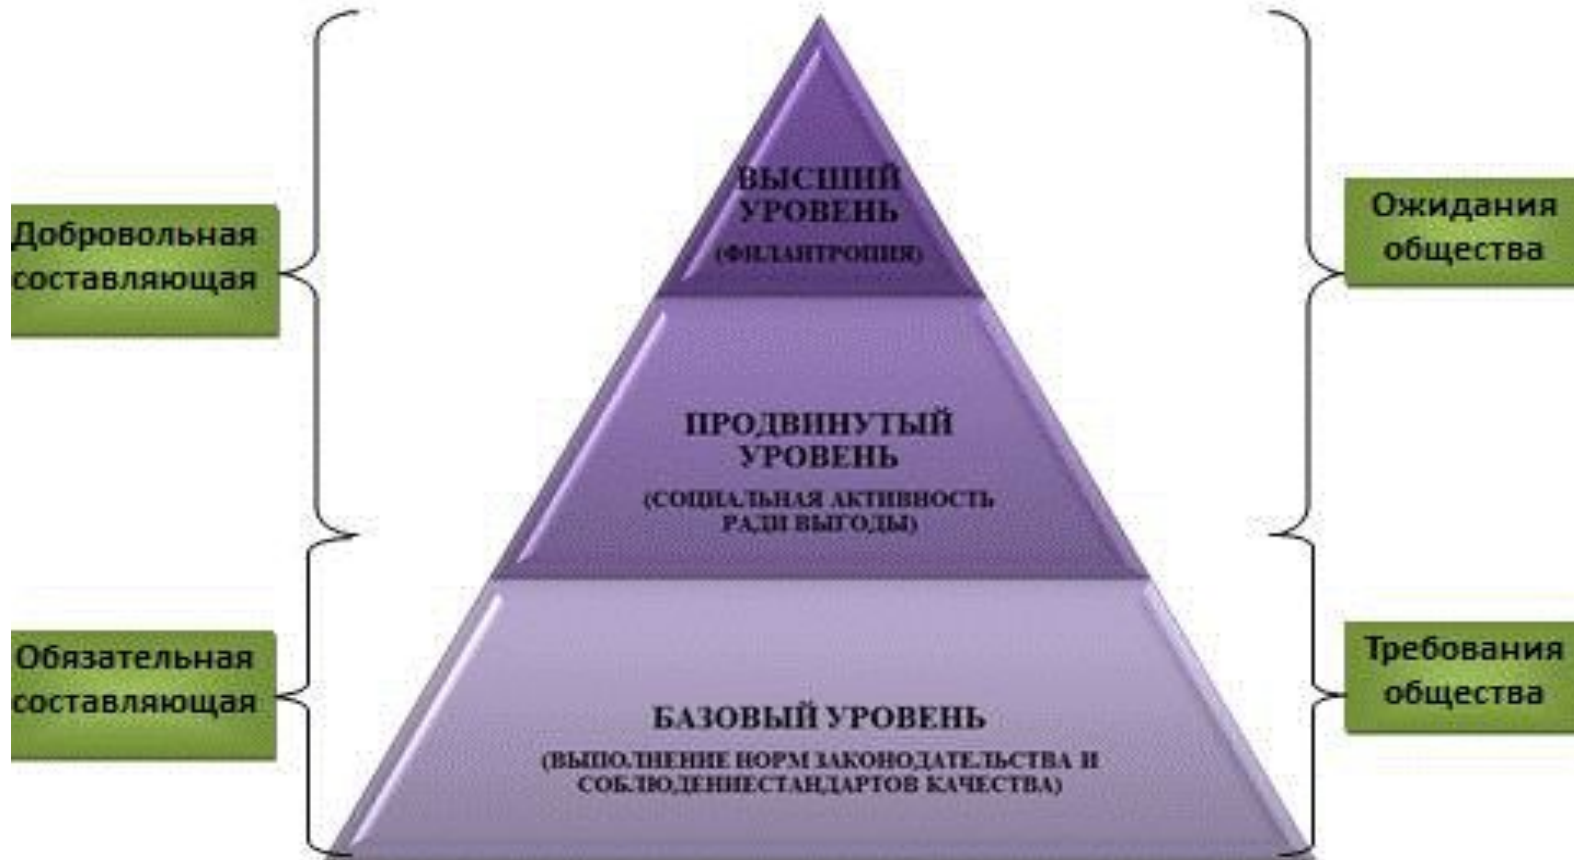 ВЫСШИЙ
УРОВЕНЬ
(ФИЛАНТРОПИЯ)
Добровольная
составляющая
Ожидания
общества
ПРОДВИНУТЫЙ
УРОВЕНЬ
(СОЦИАЛЬНАЯ АКТИВНОСТЬ
РАДИ ВЫГОДЫ)
Обязательная
составляющая
Требования
общества
БАЗОВЫЙ УРОВЕНЬ
(ВЫПОЛНЕНИЕ НОРМ ЗАКОНОДАТЕЛЬСТВА И
СОБЛЮДЕНИЕСТАНДАРТОВ КАЧЕСТВА)